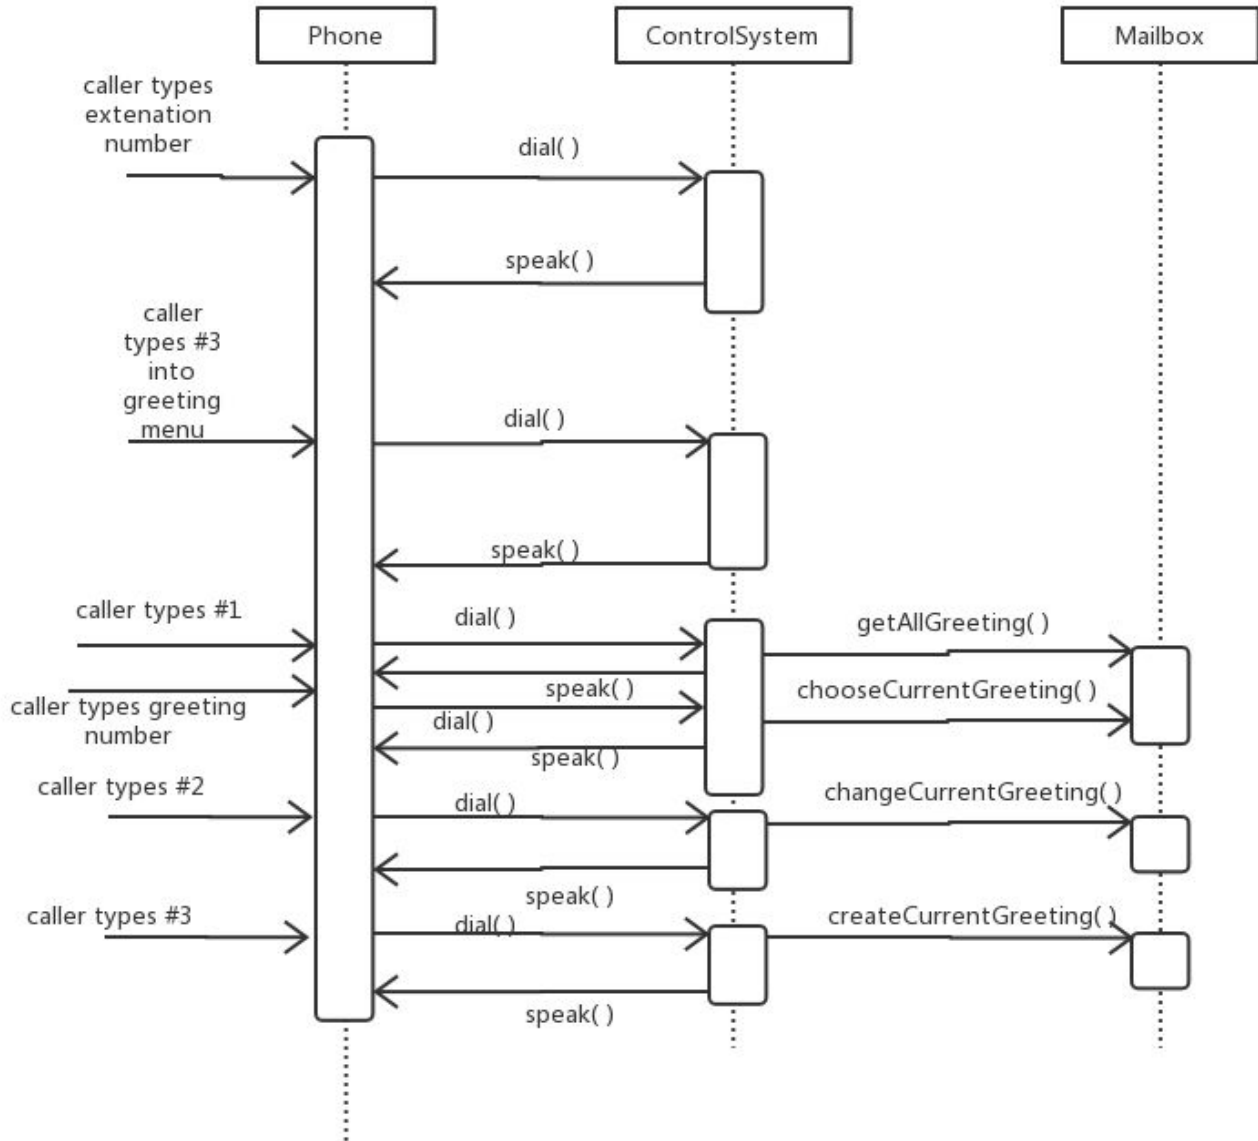 Phone
ControlSystem
Mailbox
caller types
extenation
number
dial( )
speak( )
caller
types #3
into
greeting
menu
dial( )
speak( )
caller types #1
dial( )
getAllGreeting( )
speak( )
chooseCurrentGreeting( )
caller types greeting
number
dial( )
speak( )
caller types #2
dial( )
changeCurrentGreeting( )
speak( )
caller types #3
dial( )
createCurrentGreeting( )
speak( )